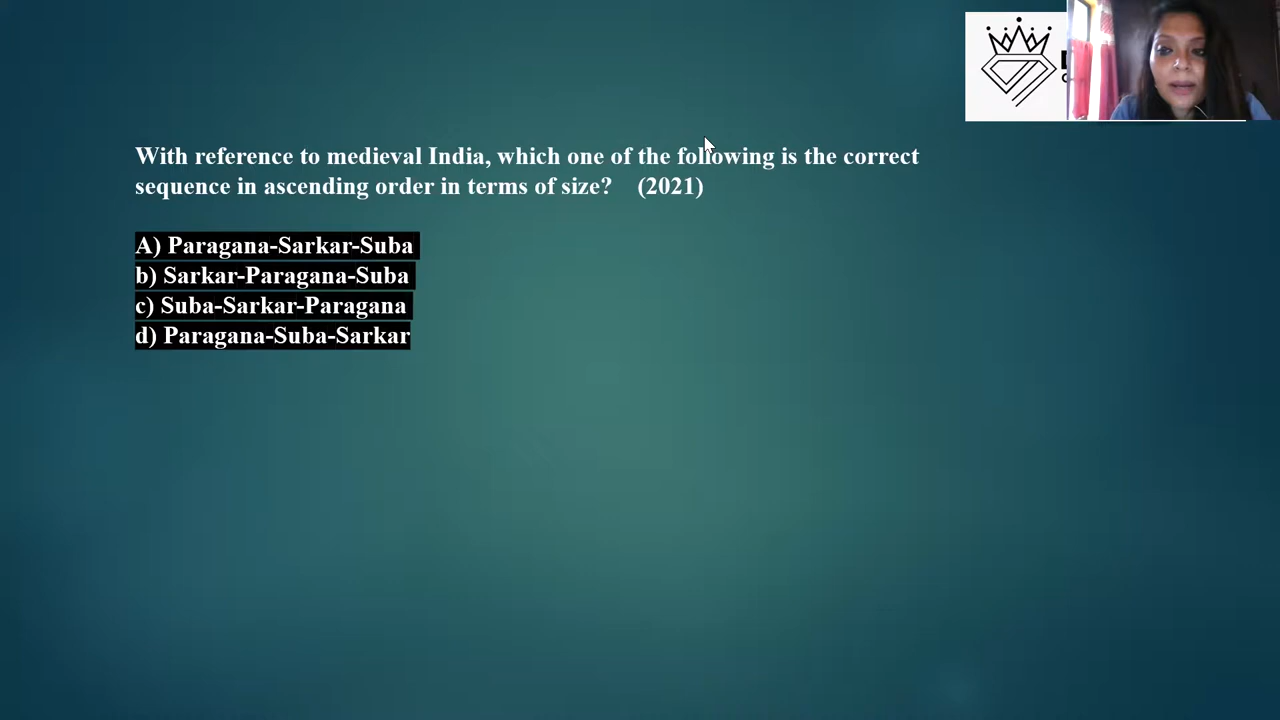 With reference to medieval India, which one of the following is the correct
sequence in ascending order in terms of size? (2021)
A) Paragana-Sarkar-Suba
b) Sarkar-Paragana-Suba
c) Suba-Sarkar-Paragana
d) Paragana-Suba-Sarkar